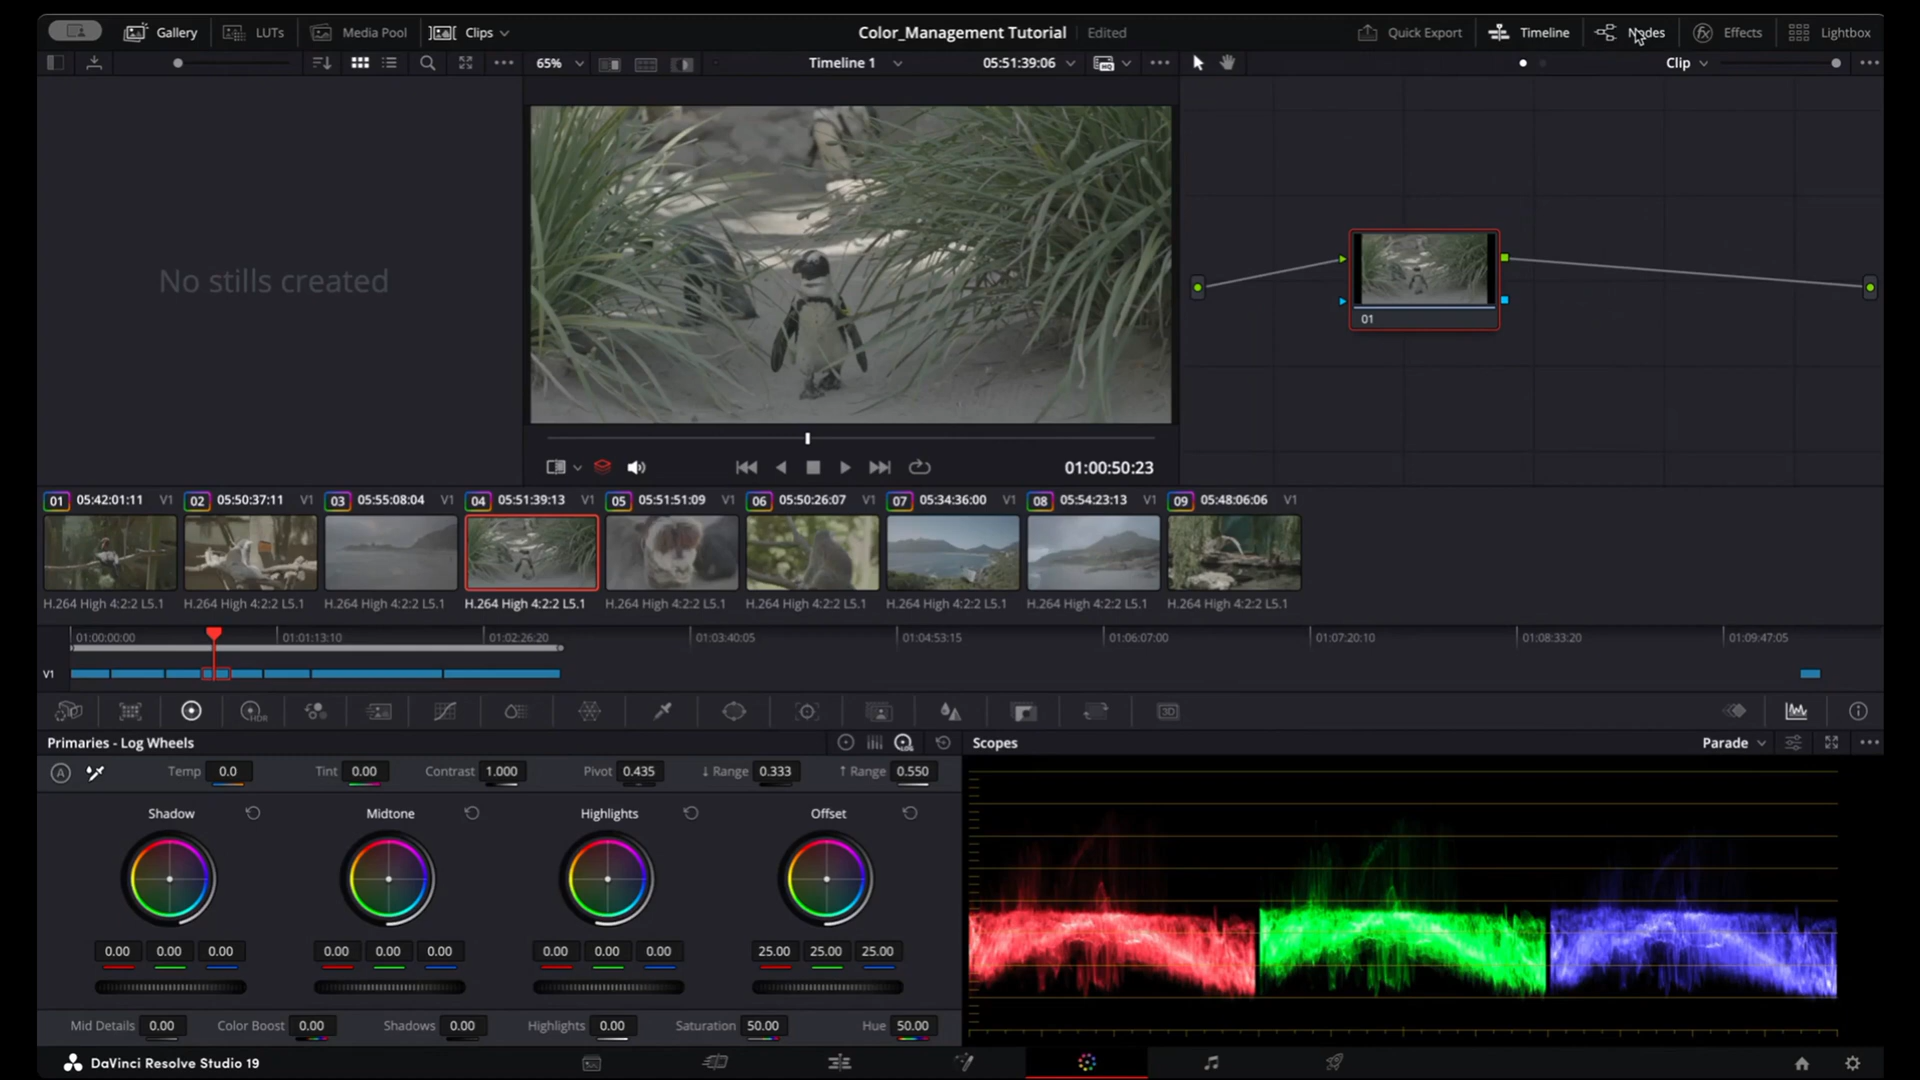 Gallery LUTs Media Pool Clips Color_Management Tutorial Edited Quick Export Timeline Nodes Effects Lightbox
65% Timeline 1 05:51:39:06 Clip
No stills created
01
01:00:50:23
01 05:42:01:11 V1 02 05:50:37:11 V1 03 05:55:08:04 V1 04 05:51:39:13 V1 05 05:51:51:09 V1 06 05:50:26:07 V1 07 05:34:36:00 V1 08 05:54:23:13 V1 09 05:48:06:06 V1
H.264 High 4:2:2 L5.1 H.264 High 4:2:2 L5.1 H.264 High 4:2:2 L5.1 H.264 High 4:2:2 L5.1 H.264 High 4:2:2 L5.1 H.264 High 4:2:2 L5.1 H.264 High 4:2:2 L5.1 H.264 High 4:2:2 L5.1 H.264 High 4:2:2 L5.1
01:00:00:00 01:01:13:10 01:02:26:20 01:03:40:05 01:04:53:15 01:06:07:00 01:07:20:10 01:08:33:20 01:09:47:05
V1
HDR 3D
Primaries - Log Wheels Scopes Parade
A Temp 0.0 Tint 0.00 Contrast 1.000 Pivot 0.435 ↓ Range 0.333 ↑ Range 0.550
Shadow Midtone Highlights Offset
0.00 0.00 0.00 0.00 0.00 0.00 0.00 0.00 0.00 25.00 25.00 25.00
Mid Details 0.00 Color Boost 0.00 Shadows 0.00 Highlights 0.00 Saturation 50.00 Hue 50.00
DaVinci Resolve Studio 19